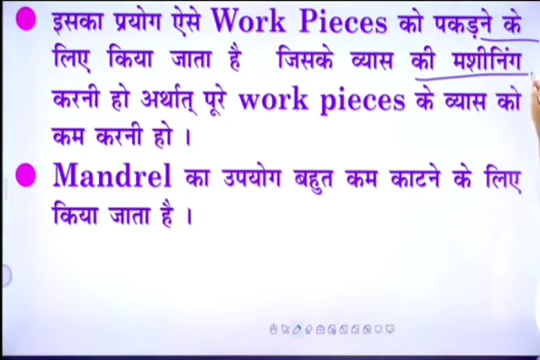 इसका प्रयोग ऐसे Work Pieces को पकड़ने के
लिए किया जाता है जिसके व्यास की मशीनिंग
करनी हो अर्थात् पूरे work pieces के व्यास को
कम करनी हो ।
Mandrel का उपयोग बहुत कम काटने के लिए
किया जाता है ।